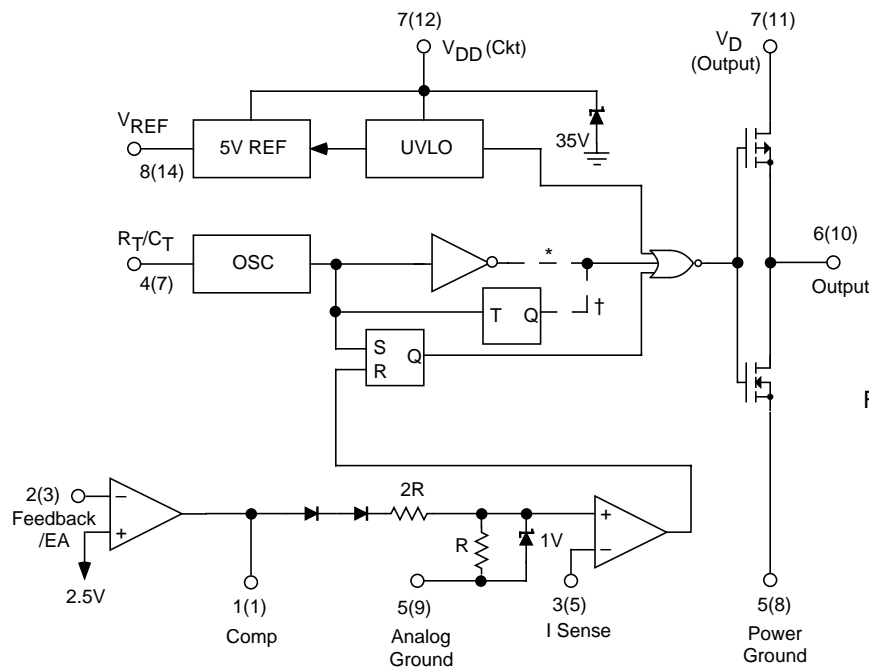 7(12)
VDD (Ckt)
7(11)
VD
(Output)
VREF
8(14)
5V REF
UVLO
35V
RT/CT
4(7)
OSC
*
6(10)
Output
T Q
†
S
Q
R
F
2(3)
Feedback
/EA
−
+
2.5V
2R
R
1V
+
−
1(1)
Comp
5(9)
Analog
Ground
3(5)
I Sense
5(8)
Power
Ground